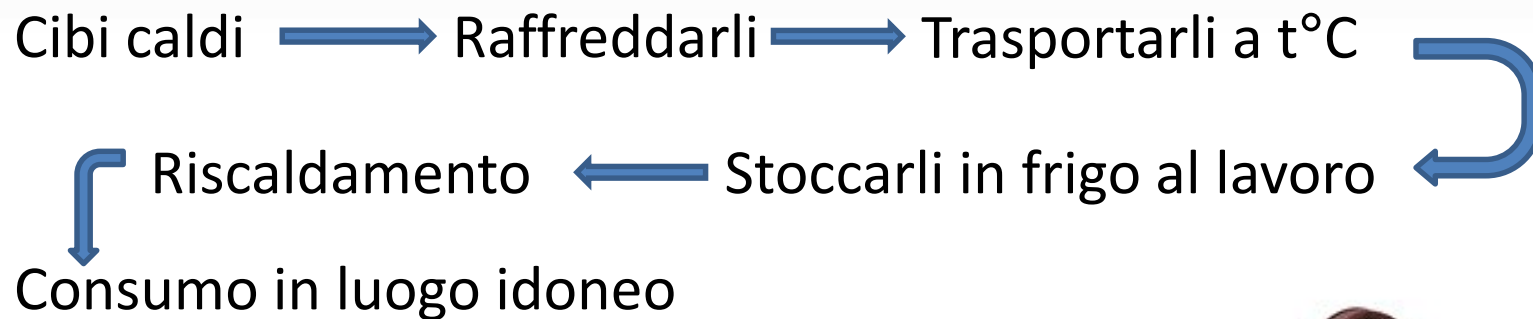 Cibi caldi Raffreddarli Trasportarli a t°C
Riscaldamento Stoccarli in frigo al lavoro
Consumo in luogo idoneo